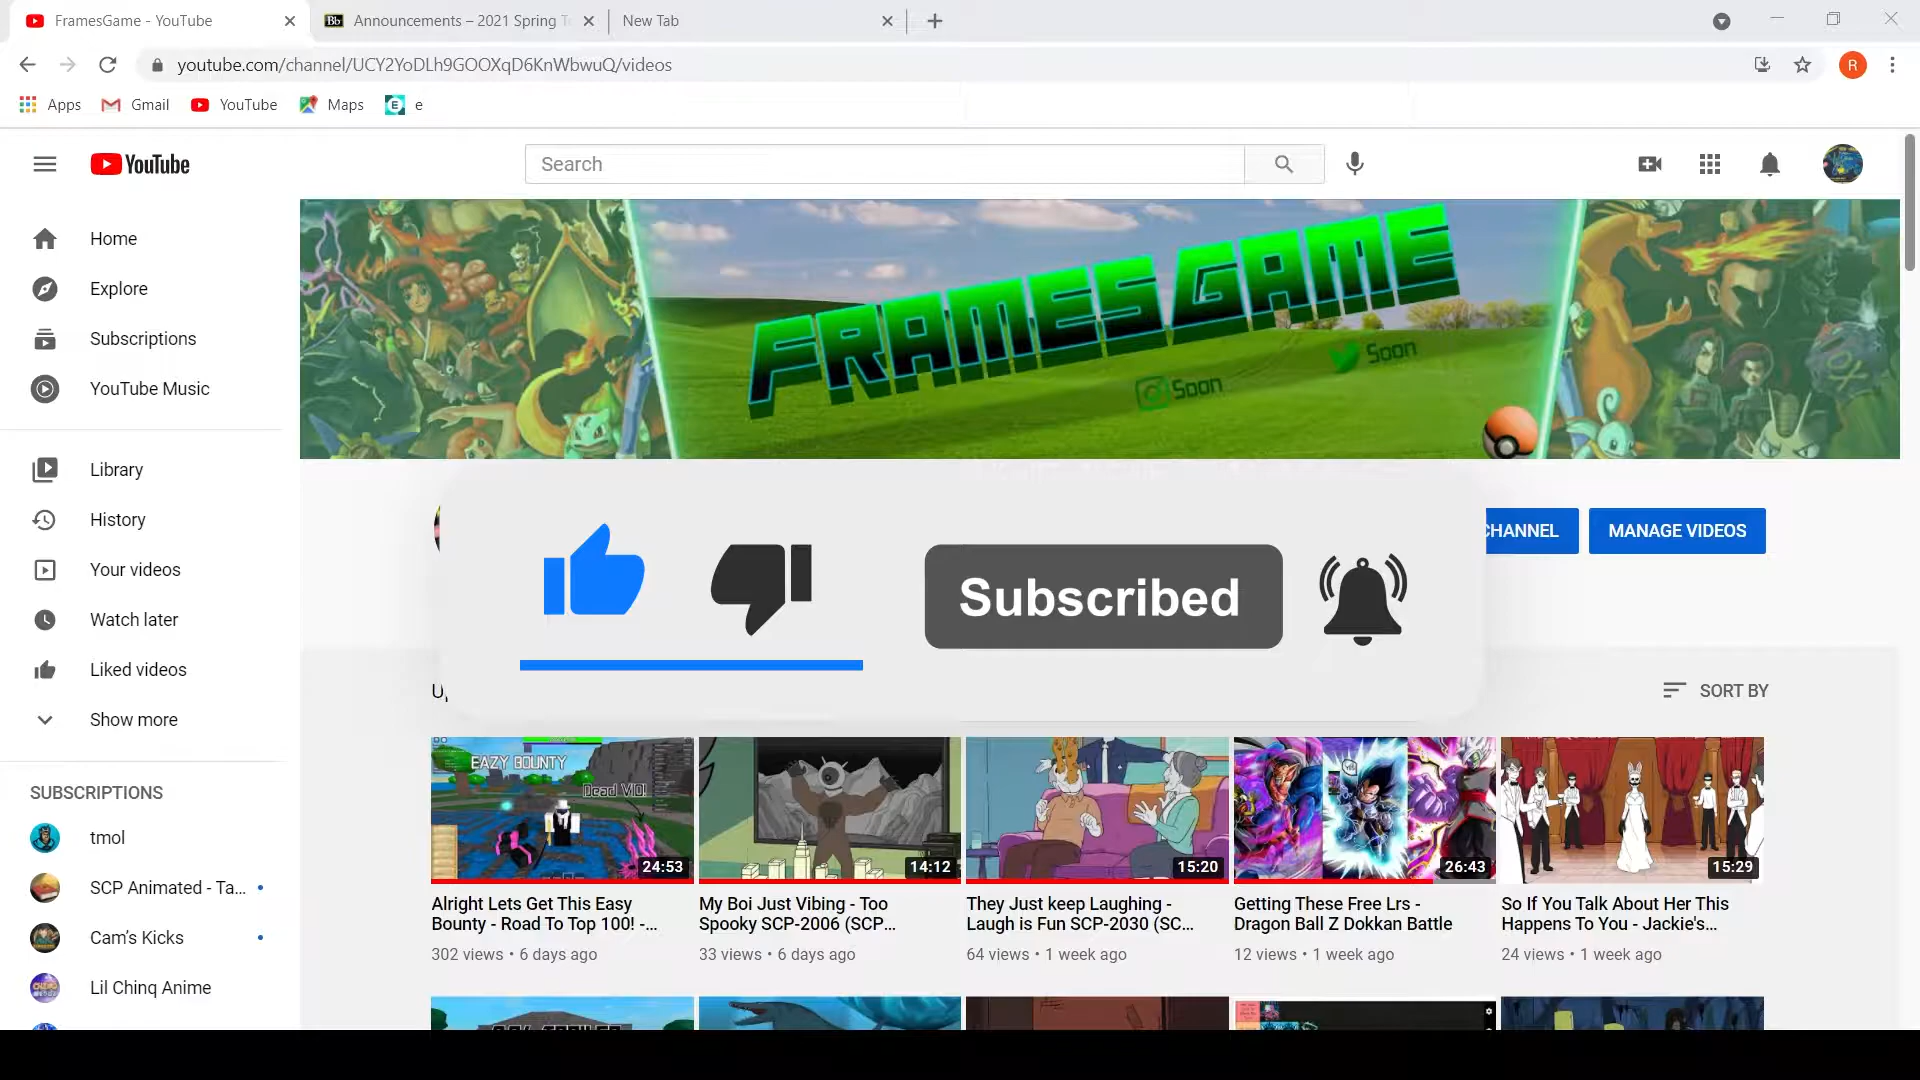 FramesGame - YouTube
Announcements – 2021 Spring T
New Tab
youtube.com/channel/UCY2YoDLh9GOOXqD6KnWbwuQ/videos
R
Apps
Gmail
YouTube
Maps
E
e
YouTube
Search
Home
Explore
Subscriptions
YouTube Music
Library
History
Your videos
Watch later
Liked videos
Show more
SUBSCRIPTIONS
tmol
SCP Animated - Ta...
Cam's Kicks
Lil Chinq Anime
FRAMES GAME
Soon
Soon
CHANNEL
MANAGE VIDEOS
Subscribed
SORT BY
EAZY BOUNTY
Dead VID!
24:53
14:12
15:20
26:43
15:29
Alright Lets Get This Easy
Bounty - Road To Top 100! -...
302 views • 6 days ago
My Boi Just Vibing - Too
Spooky SCP-2006 (SCP...
33 views • 6 days ago
They Just keep Laughing -
Laugh is Fun SCP-2030 (SC...
64 views • 1 week ago
Getting These Free Lrs -
Dragon Ball Z Dokkan Battle
12 views • 1 week ago
So If You Talk About Her This
Happens To You - Jackie's...
24 views • 1 week ago